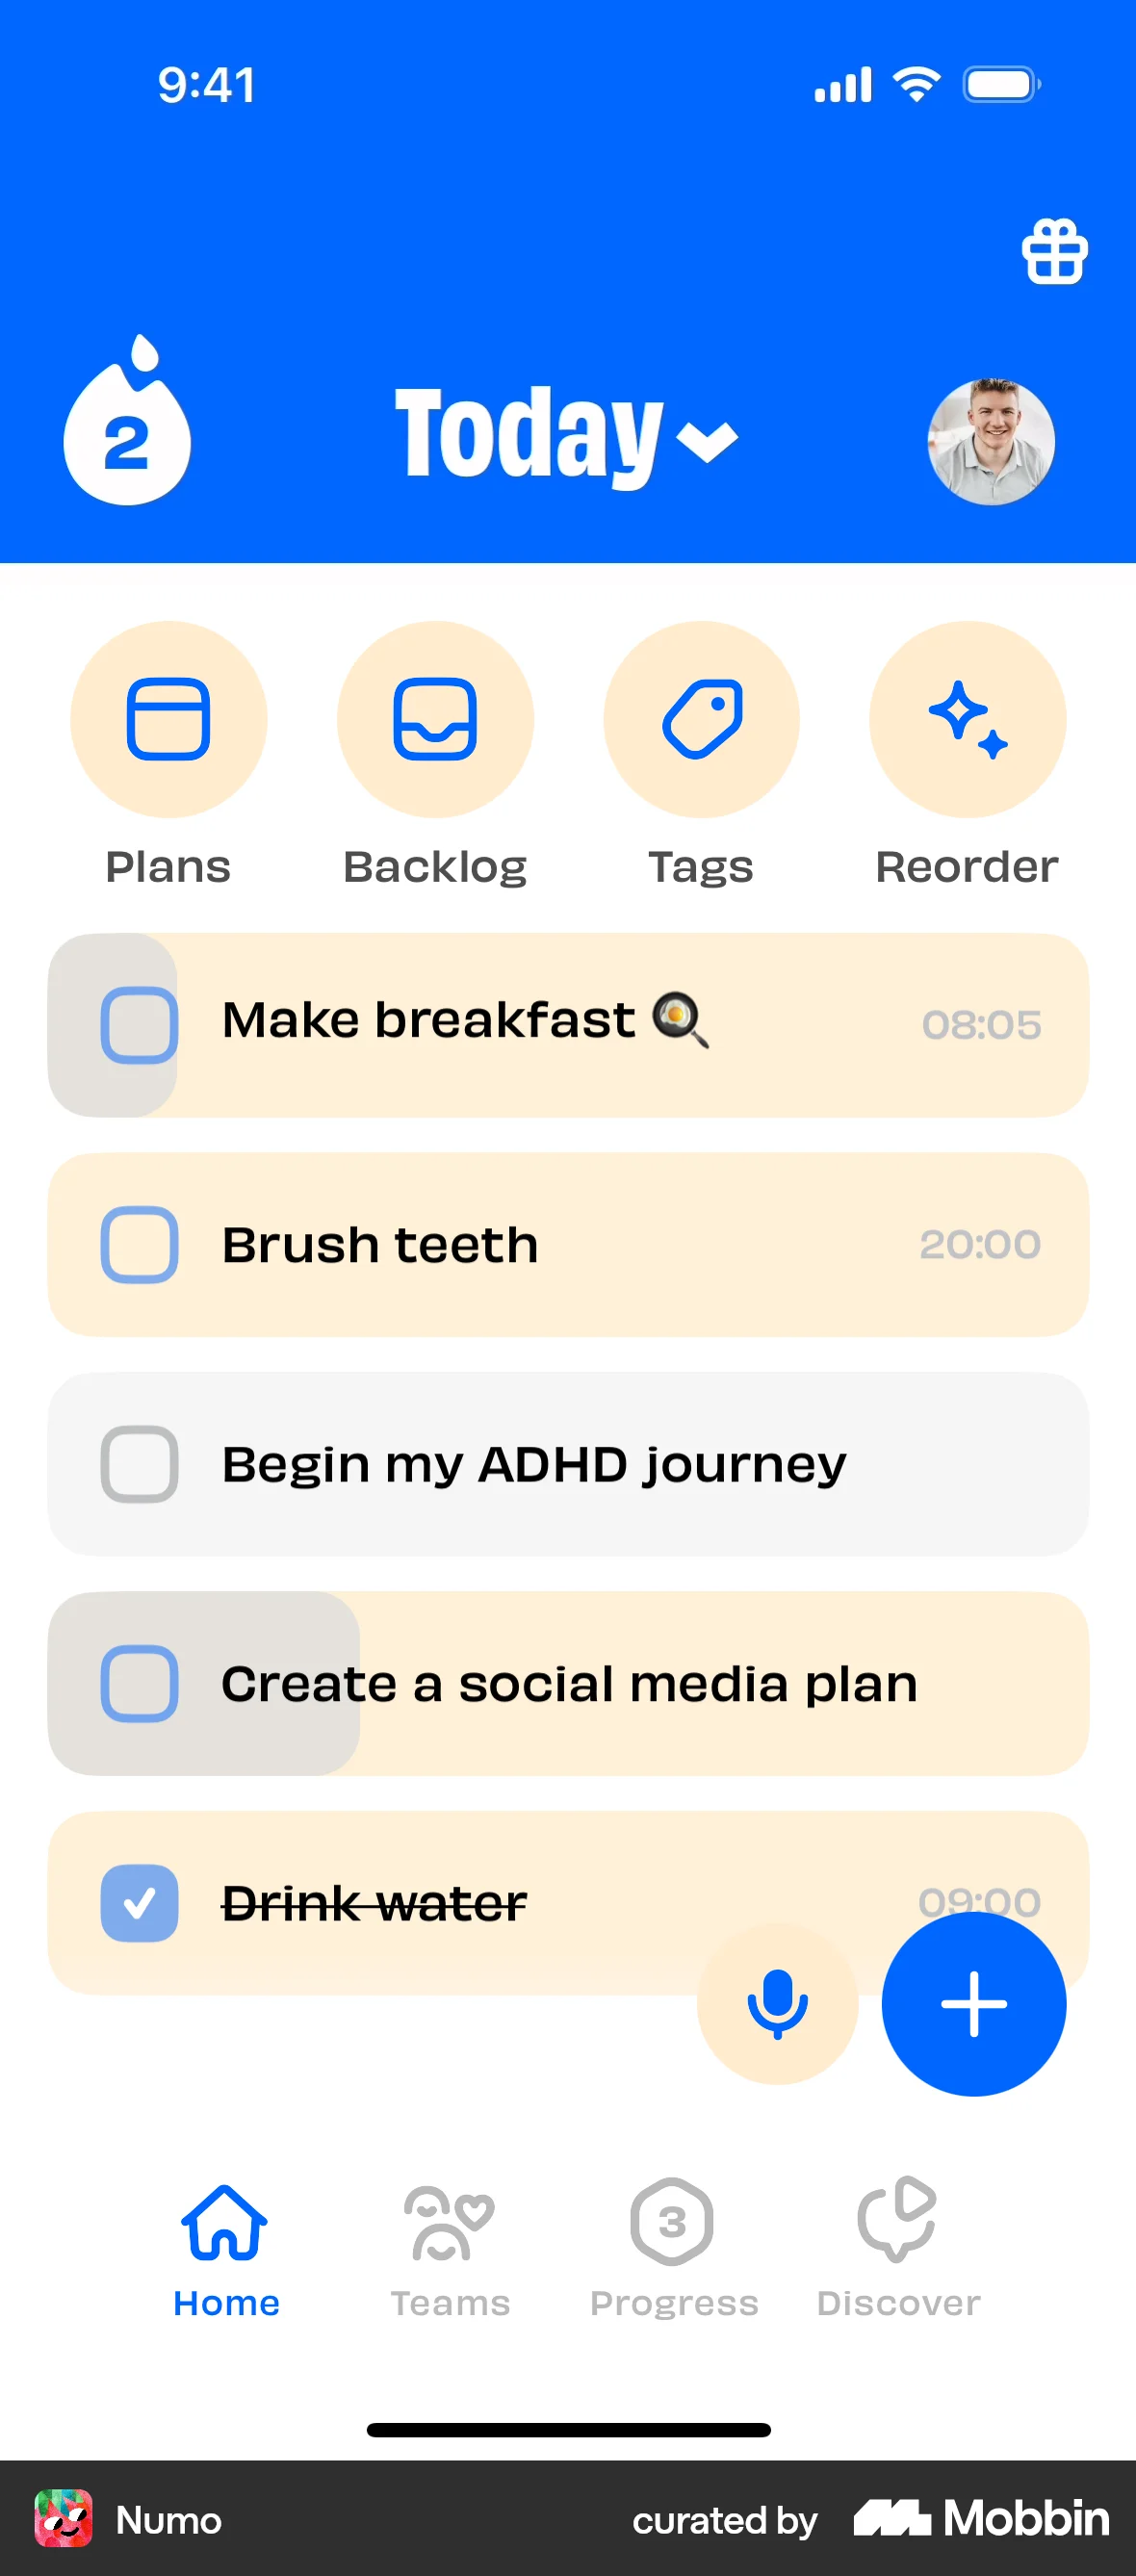 9:41
2
Today
Plans
Backlog
Tags
Reorder
Make breakfast 🍳 08:05
Brush teeth 20:00
Begin my ADHD journey
Create a social media plan
Drink water 09:00
3
Home
Teams
Progress
Discover
Numo
curated by Mobbin